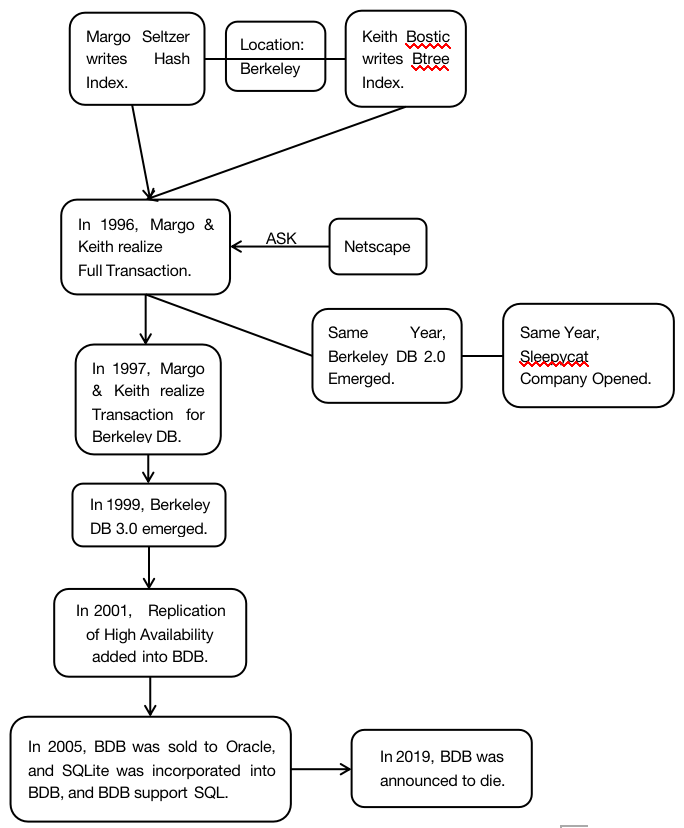 Margo Seltzer
writes Hash
Index.
Location:
Berkeley
Keith Bostic
writes Btree
Index.
In 1996, Margo &
Keith realize
Full Transaction.
ASK
Netscape
Same Year,
Berkeley DB 2.0
Emerged.
Same Year,
Sleepycat
Company Opened.
In 1997, Margo
& Keith realize
Transaction for
Berkeley DB.
In 1999, Berkeley
DB 3.0 emerged.
In 2001, Replication
of High Availability
added into BDB.
In 2005, BDB was sold to Oracle,
and SQLite was incorporated into
BDB, and BDB support SQL.
In 2019, BDB was
announced to die.